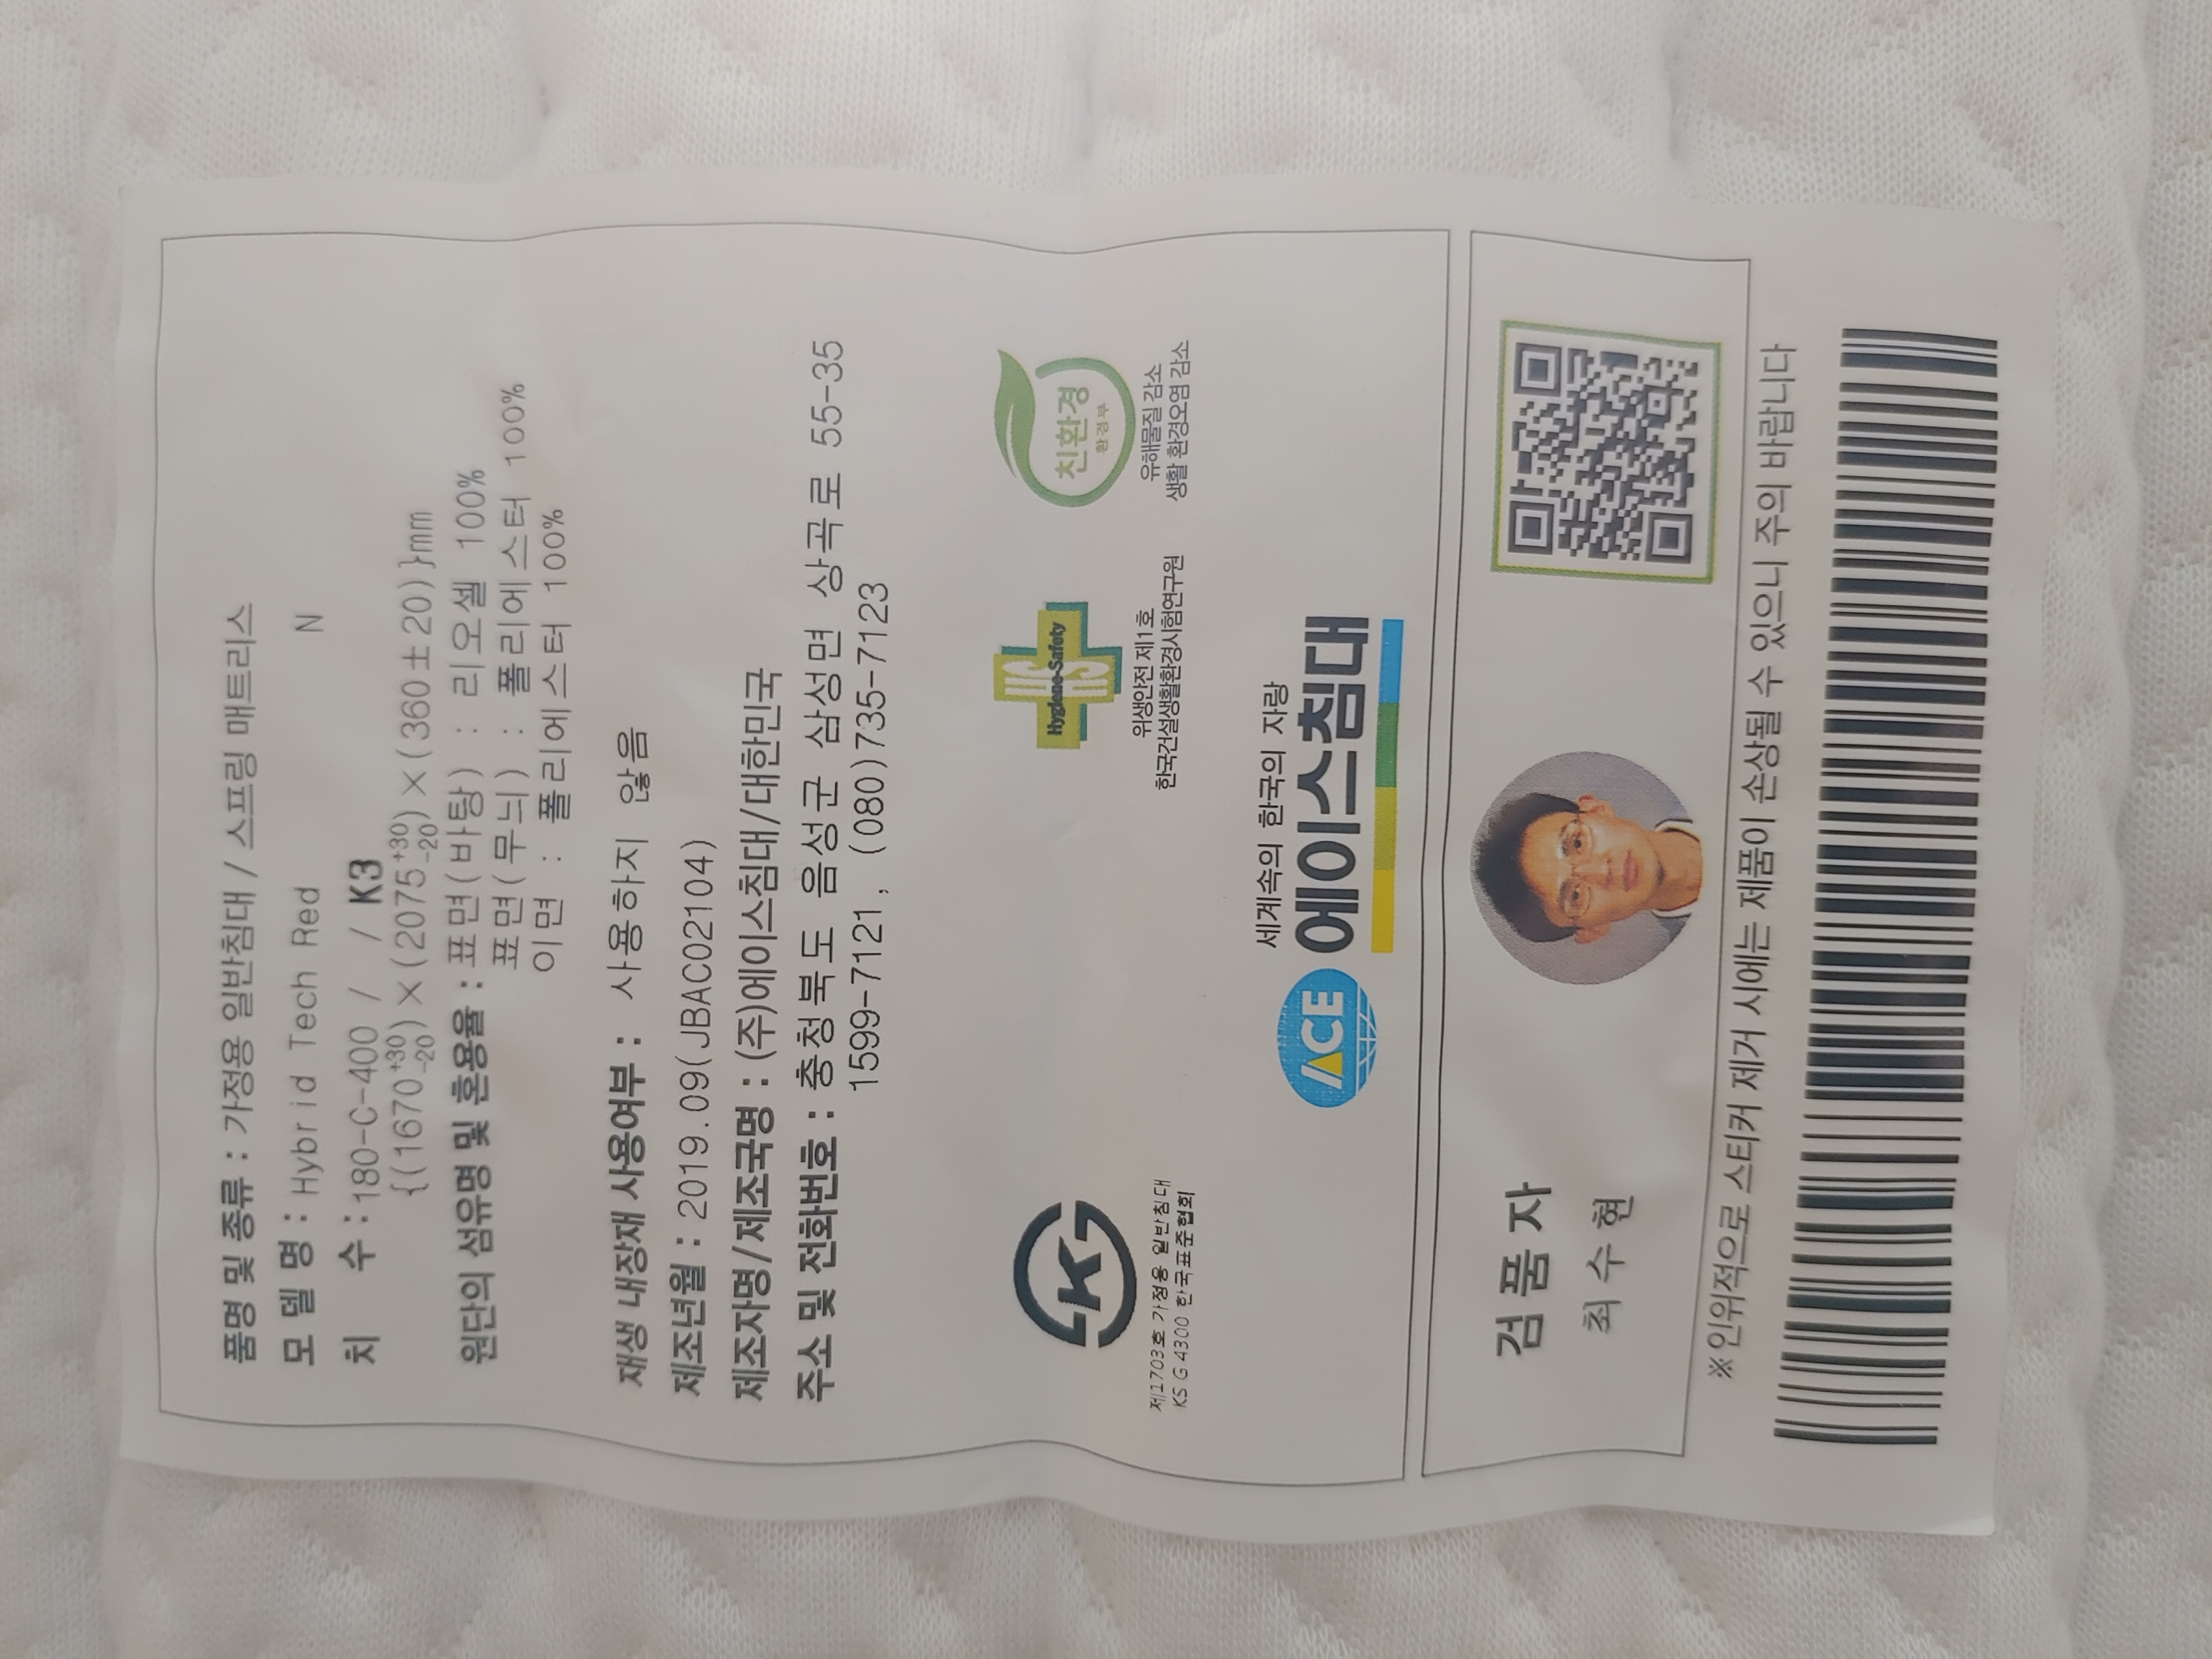 품명 및 종류 : 가정용 일반침대 / 스프링 매트리스
모 델 명 : Hybrid Tech Red N
치 수 : 180-C-400 / / K3
{(1670+30-20)×(2075+30-20)×(360±20)}mm
원단의 섬유명 및 혼용율 : 표면(바탕) : 리오셀 100%
표면(무늬) : 폴리에스터 100%
이면 : 폴리에스터 100%
재생 내장재 사용여부 : 사용하지 않음
제조년월 : 2019.09(JBAC02104)
제조자명/제조국명 : (주)에이스침대/대한민국
주소 및 전화번호 : 충청북도 음성군 삼성면 상곡로 55-35
1599-7121, (080)735-7123
제1703호 가정용 일반침대
KS G 4300 한국표준협회
HS
Hygiene-Safety
위생안전 제1호
한국건설생활환경시험연구원
친환경
환경부
유해물질 감소
생활 환경오염 감소
세계속의 한국의 자랑
ACE 에이스침대
검 품 자
최 수 현
※인위적으로 스티커 제거 시에는 제품이 손상될 수 있으니 주의 바랍니다